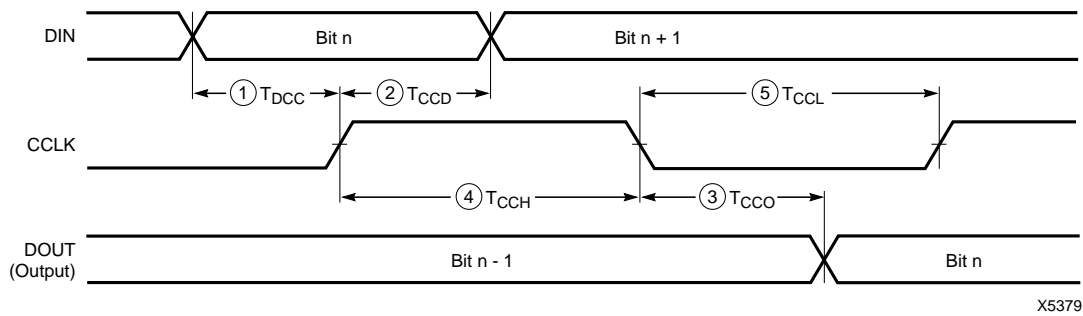 DIN
Bit n
Bit n + 1
1 TDCC
2 TCCD
5 TCCL
CCLK
4 TCCH
3 TCCO
DOUT
(Output)
Bit n - 1
Bit n
X5379